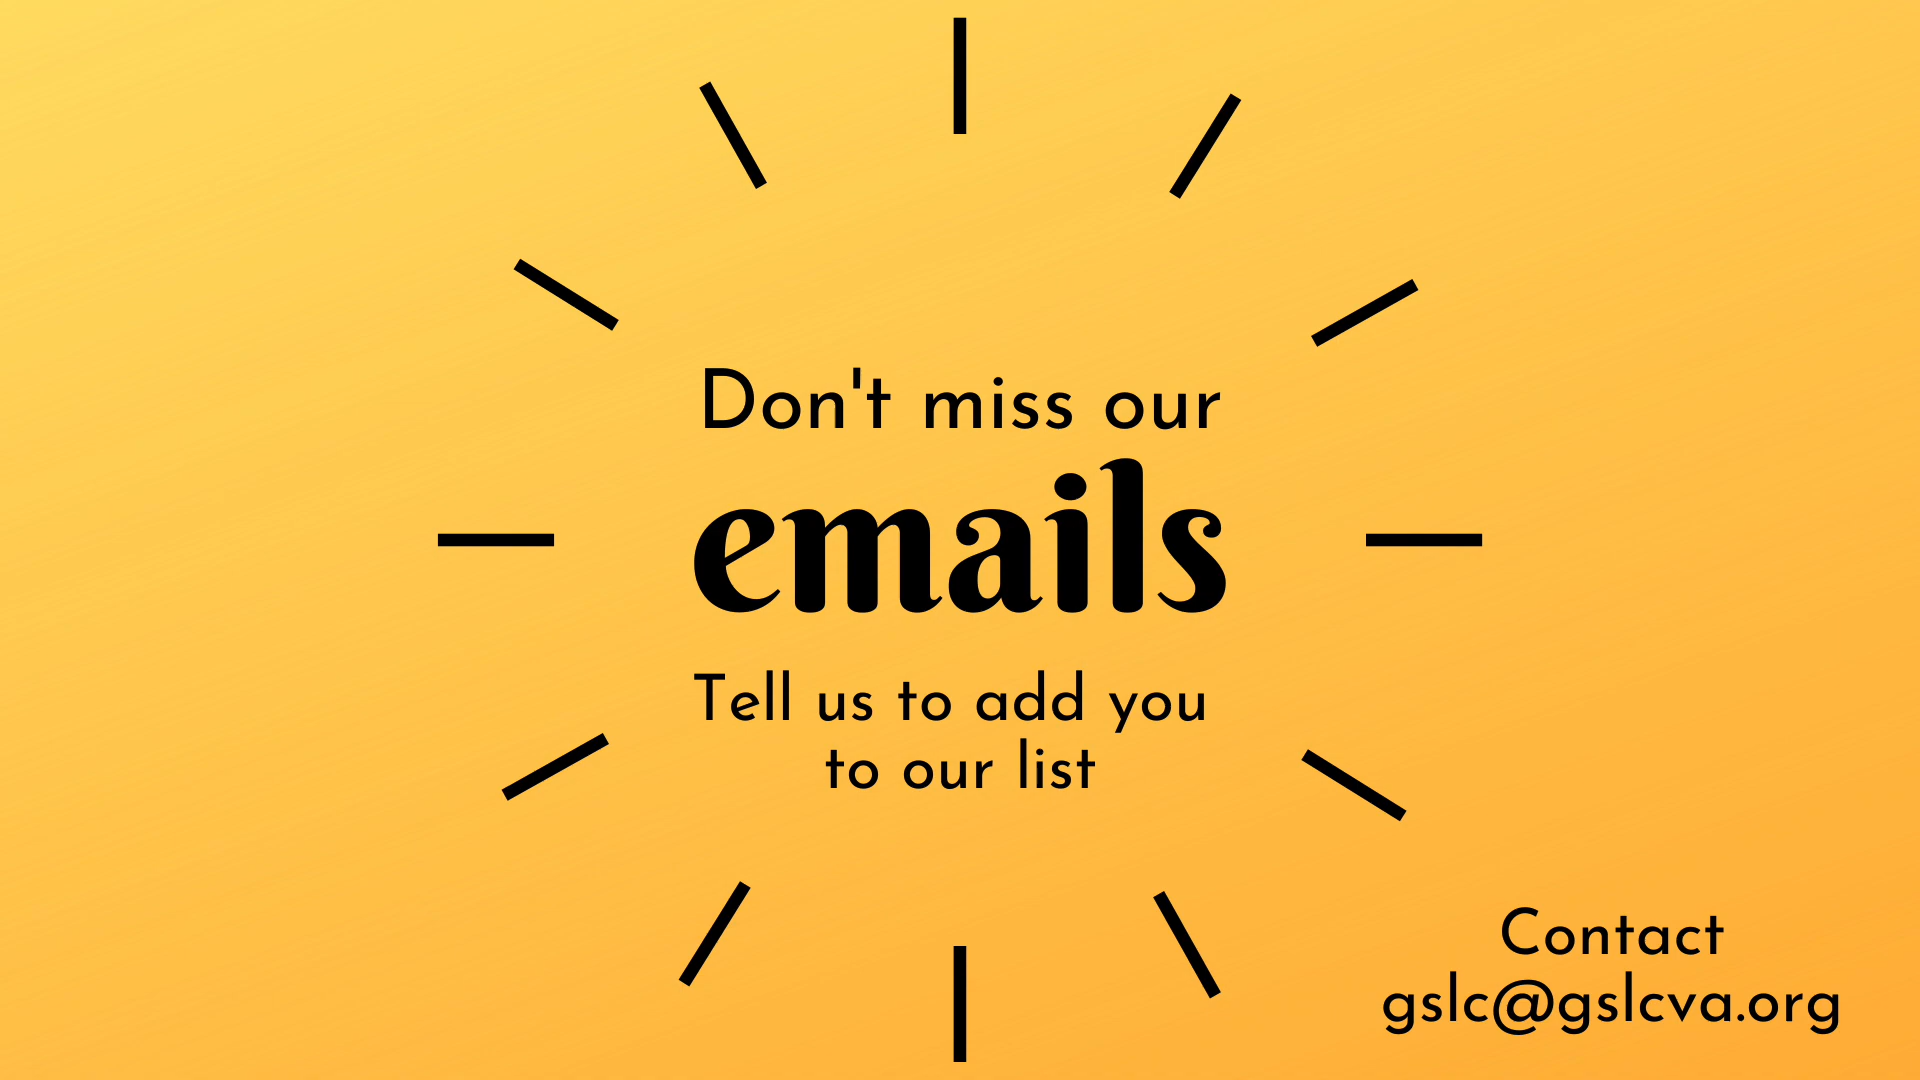 Don't miss our
emails
Tell us to add you
to our list
Contact
gslc@gslcva.org